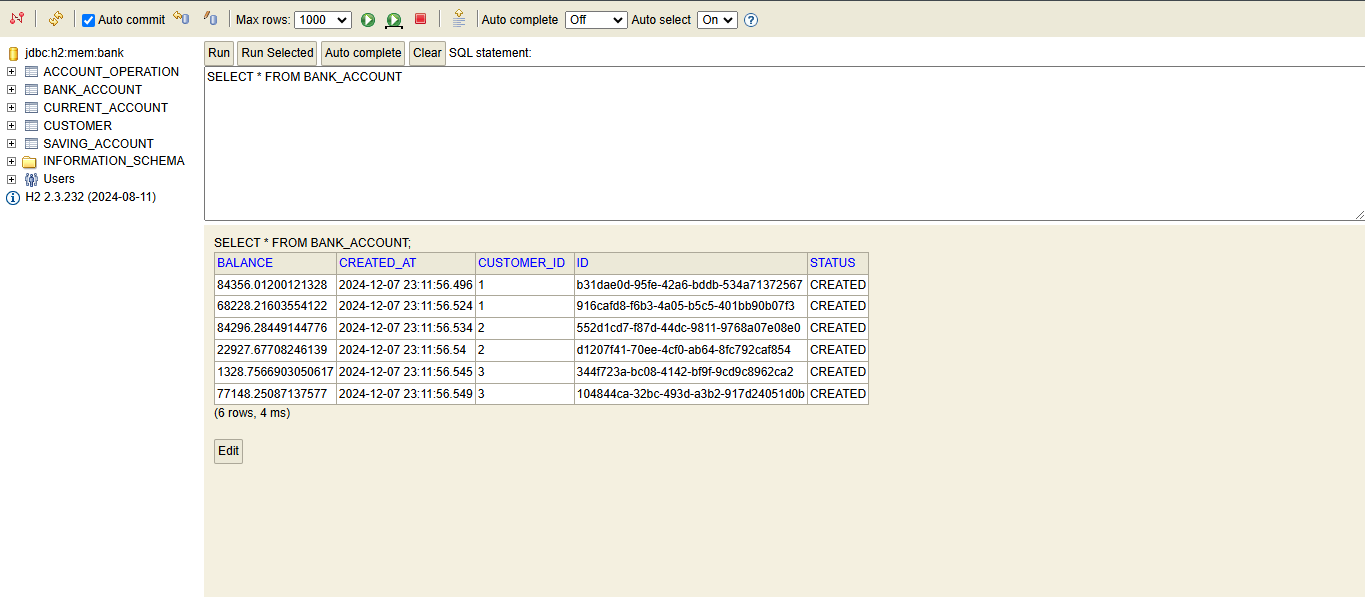 Auto commit Max rows: 1000 Auto complete Off Auto select On ?
jdbc:h2:mem:bank
ACCOUNT_OPERATION
BANK_ACCOUNT
CURRENT_ACCOUNT
CUSTOMER
SAVING_ACCOUNT
INFORMATION_SCHEMA
Users
H2 2.3.232 (2024-08-11)
Run Run Selected Auto complete Clear SQL statement:
SELECT * FROM BANK_ACCOUNT
SELECT * FROM BANK_ACCOUNT;
BALANCE CREATED_AT CUSTOMER_ID ID STATUS
84356.01200121328 2024-12-07 23:11:56.496 1 b31dae0d-95fe-42a6-bddb-534a71372567 CREATED
68228.21603554122 2024-12-07 23:11:56.524 1 916cafd8-f6b3-4a05-b5c5-401bb90b07f3 CREATED
84296.28449144776 2024-12-07 23:11:56.534 2 552d1cd7-f87d-44dc-9811-9768a07e08e0 CREATED
22927.67708246139 2024-12-07 23:11:56.54 2 d1207f41-70ee-4cf0-ab64-8fc792caf854 CREATED
1328.7566903050617 2024-12-07 23:11:56.545 3 344f723a-bc08-4142-bf9f-9cd9c8962ca2 CREATED
77148.25087137577 2024-12-07 23:11:56.549 3 104844ca-32bc-493d-a3b2-917d24051d0b CREATED
(6 rows, 4 ms)
Edit